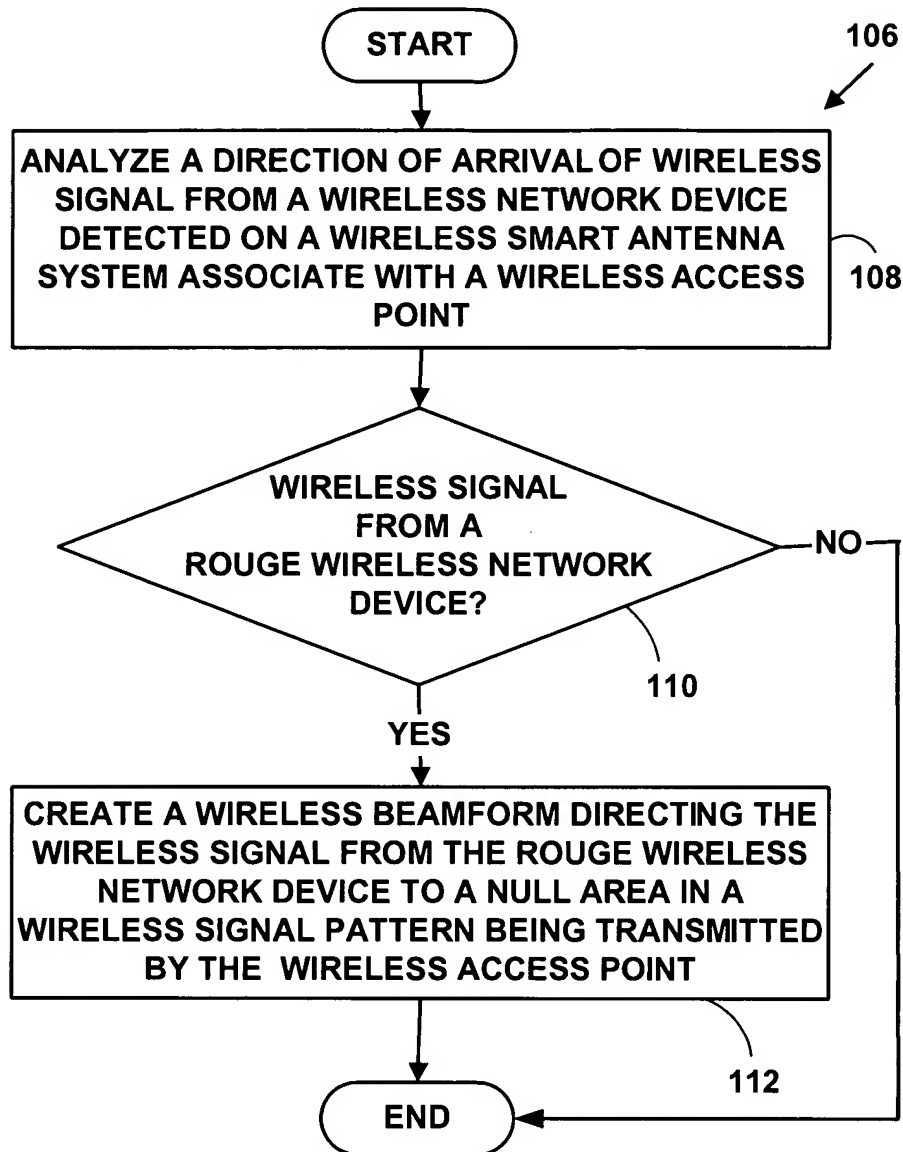 START
106
ANALYZE A DIRECTION OF ARRIVAL OF WIRELESS
SIGNAL FROM A WIRELESS NETWORK DEVICE
DETECTED ON A WIRELESS SMART ANTENNA
SYSTEM ASSOCIATE WITH A WIRELESS ACCESS
POINT
108
WIRELESS SIGNAL
FROM A
ROUGE WIRELESS NETWORK
DEVICE?
NO
110
YES
CREATE A WIRELESS BEAMFORM DIRECTING THE
WIRELESS SIGNAL FROM THE ROUGE WIRELESS
NETWORK DEVICE TO A NULL AREA IN A
WIRELESS SIGNAL PATTERN BEING TRANSMITTED
BY THE WIRELESS ACCESS POINT
112
END